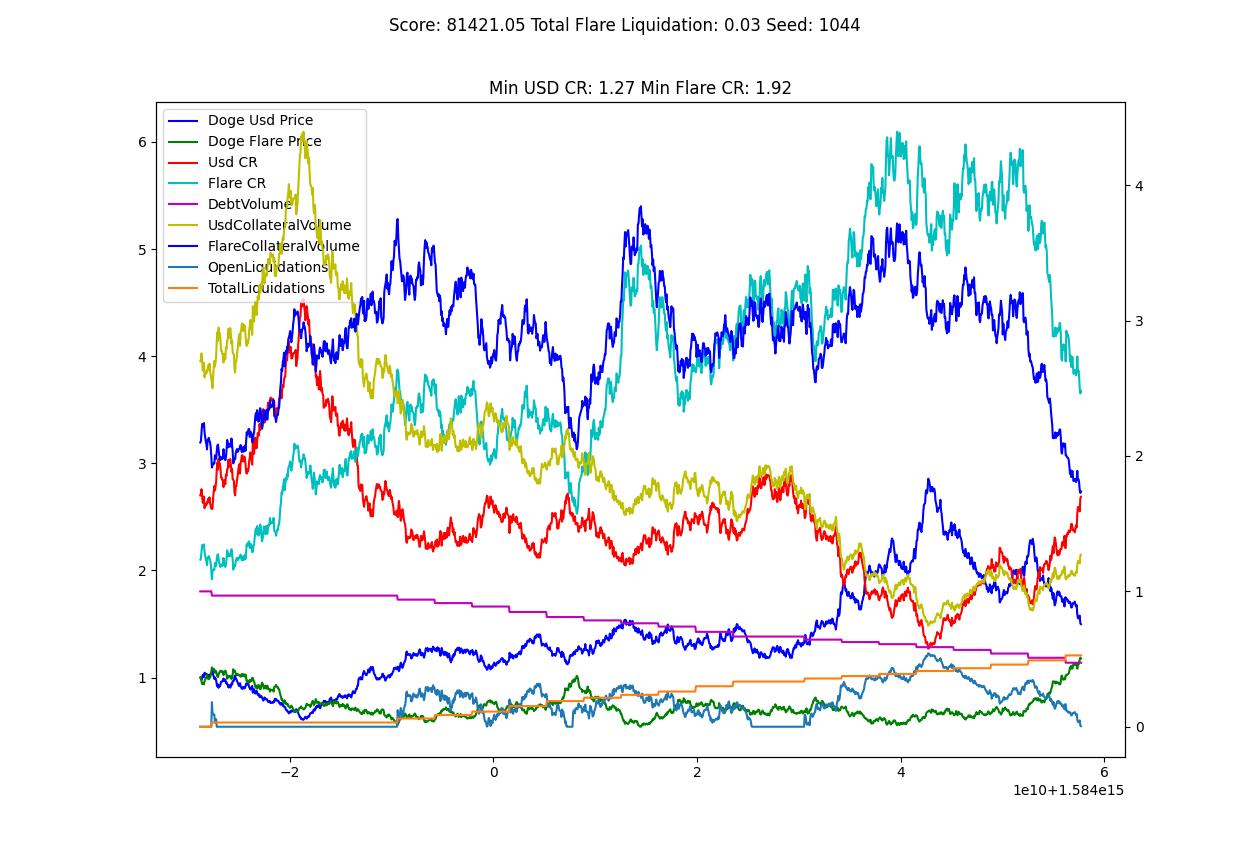 Score: 81421.05 Total Flare Liquidation: 0.03 Seed: 1044
Min USD CR: 1.27 Min Flare CR: 1.92
Doge Usd Price
Doge Flare Price
Usd CR
Flare CR
DebtVolume
UsdCollateralVolume
FlareCollateralVolume
OpenLiquidations
TotalLiquidations
6
5
4
3
2
1
4
3
2
1
0
−2
0
2
4
6
1e10+1.584e15